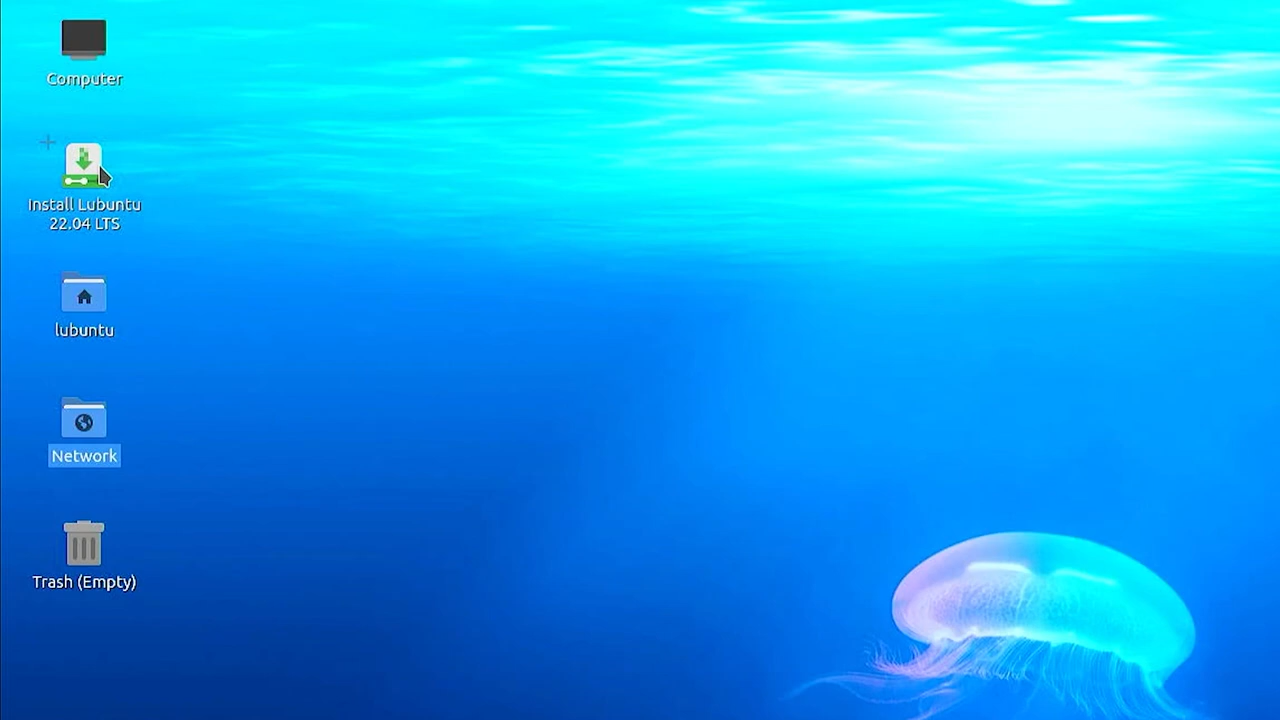 Computer
Install Lubuntu
22.04 LTS
lubuntu
Network
Trash (Empty)